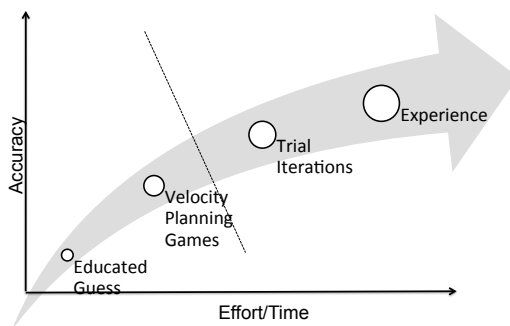 Accuracy
Experience
Trial
Iterations
Velocity
Planning
Games
Educated
Guess
Effort/Time